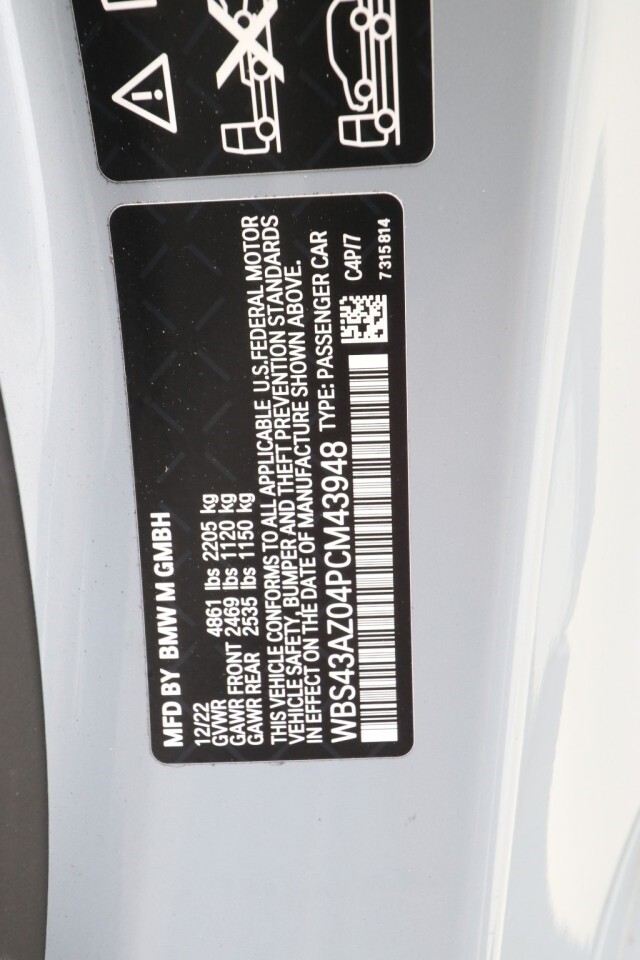 MFD BY BMW M GMBH
12/22
GVWR 4861 lbs 2205 kg
GAWR FRONT 2469 lbs 1120 kg
GAWR REAR 2535 lbs 1150 kg
THIS VEHICLE CONFORMS TO ALL APPLICABLE U.S.FEDERAL MOTOR
VEHICLE SAFETY, BUMPER AND THEFT PREVENTION STANDARDS
IN EFFECT ON THE DATE OF MANUFACTURE SHOWN ABOVE.
WBS43AZ04PCM43948 TYPE: PASSENGER CAR
C4P/7
7315814